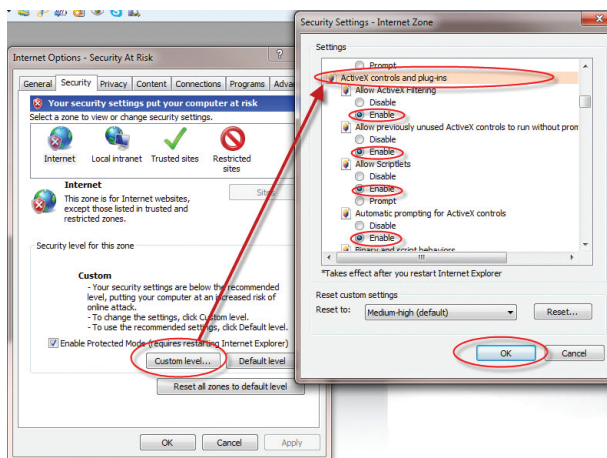 Internet Options - Security At Risk
General Security Privacy Content Connections Programs
Your security settings put your computer at risk
Select a zone to view or change security settings.
Internet Local intranet Trusted sites Restricted
sites
Internet
This zone is for Internet websites,
except those listed in trusted and
restricted zones.
Security level for this zone
Custom
- Your security settings are below the recommended
level, putting your computer at an increased risk of
online attack.
- To change the settings, click Custom level.
- To use the recommended settings, click Default level.
Enable Protected Mode (requires restarting Internet Explorer)
Custom level... Default level
Reset all zones to default level
OK Cancel Apply
Security Settings - Internet Zone
Settings
Prompt
ActiveX controls and plug-ins
Allow ActiveX Filtering
Disable
Enable
Allow previously unused ActiveX controls to run without
Disable
Enable
Allow Scriptlets
Disable
Enable
Prompt
Automatic prompting for ActiveX controls
Disable
Enable
Binary and script behaviors
*Takes effect after you restart Internet Explorer
Reset custom settings
Reset to: Medium-high (default) Reset...
OK Cancel